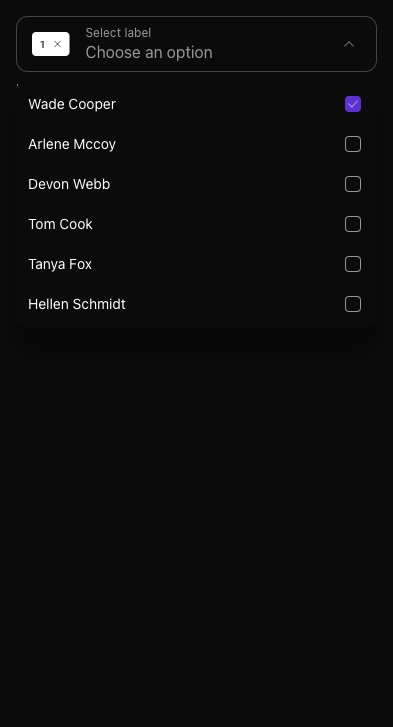 Select label
1
Choose an option
Wade Cooper
Arlene Mccoy
Devon Webb
Tom Cook
Tanya Fox
Hellen Schmidt